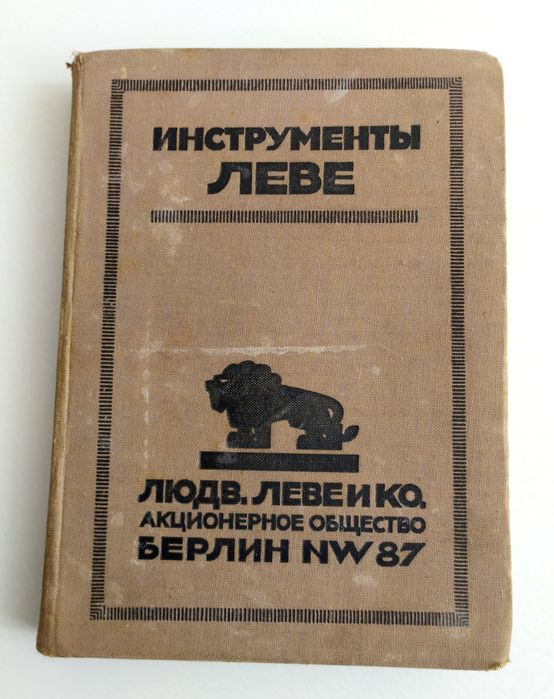 ИНСТРУМЕНТЫ
ЛЕВЕ
ЛЮДВ. ЛЕВЕ И КО.
АКЦИОНЕРНОЕ ОБЩЕСТВО
БЕРЛИН NW 87